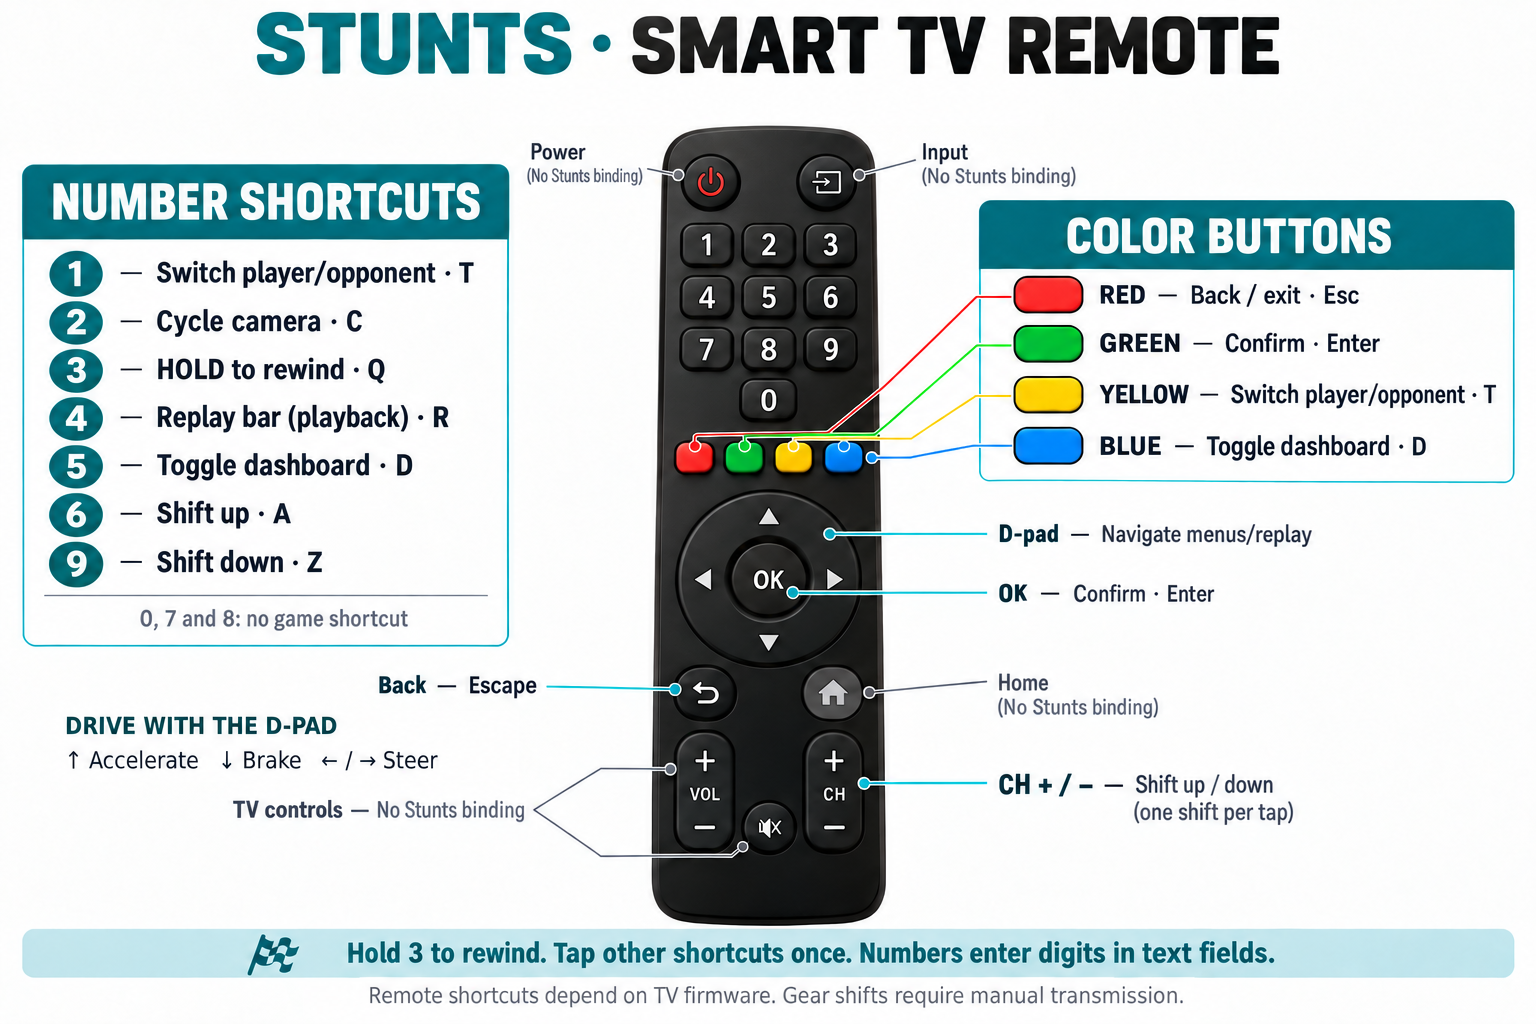 STUNTS · SMART TV REMOTE
Power
(No Stunts binding)
Input
(No Stunts binding)
NUMBER SHORTCUTS
1 — Switch player/opponent · T
2 — Cycle camera · C
3 — HOLD to rewind · Q
4 — Replay bar (playback) · R
5 — Toggle dashboard · D
6 — Shift up · A
9 — Shift down · Z
0, 7 and 8: no game shortcut
1 2 3
4 5 6
7 8 9
0
COLOR BUTTONS
RED — Back / exit · Esc
GREEN — Confirm · Enter
YELLOW — Switch player/opponent · T
BLUE — Toggle dashboard · D
D-pad — Navigate menus/replay
OK
OK — Confirm · Enter
Back — Escape
Home
(No Stunts binding)
DRIVE WITH THE D-PAD
↑ Accelerate ↓ Brake ← / → Steer
TV controls — No Stunts binding
+ +
VOL CH
− −
CH + / − — Shift up / down
(one shift per tap)
Hold 3 to rewind. Tap other shortcuts once. Numbers enter digits in text fields.
Remote shortcuts depend on TV firmware. Gear shifts require manual transmission.